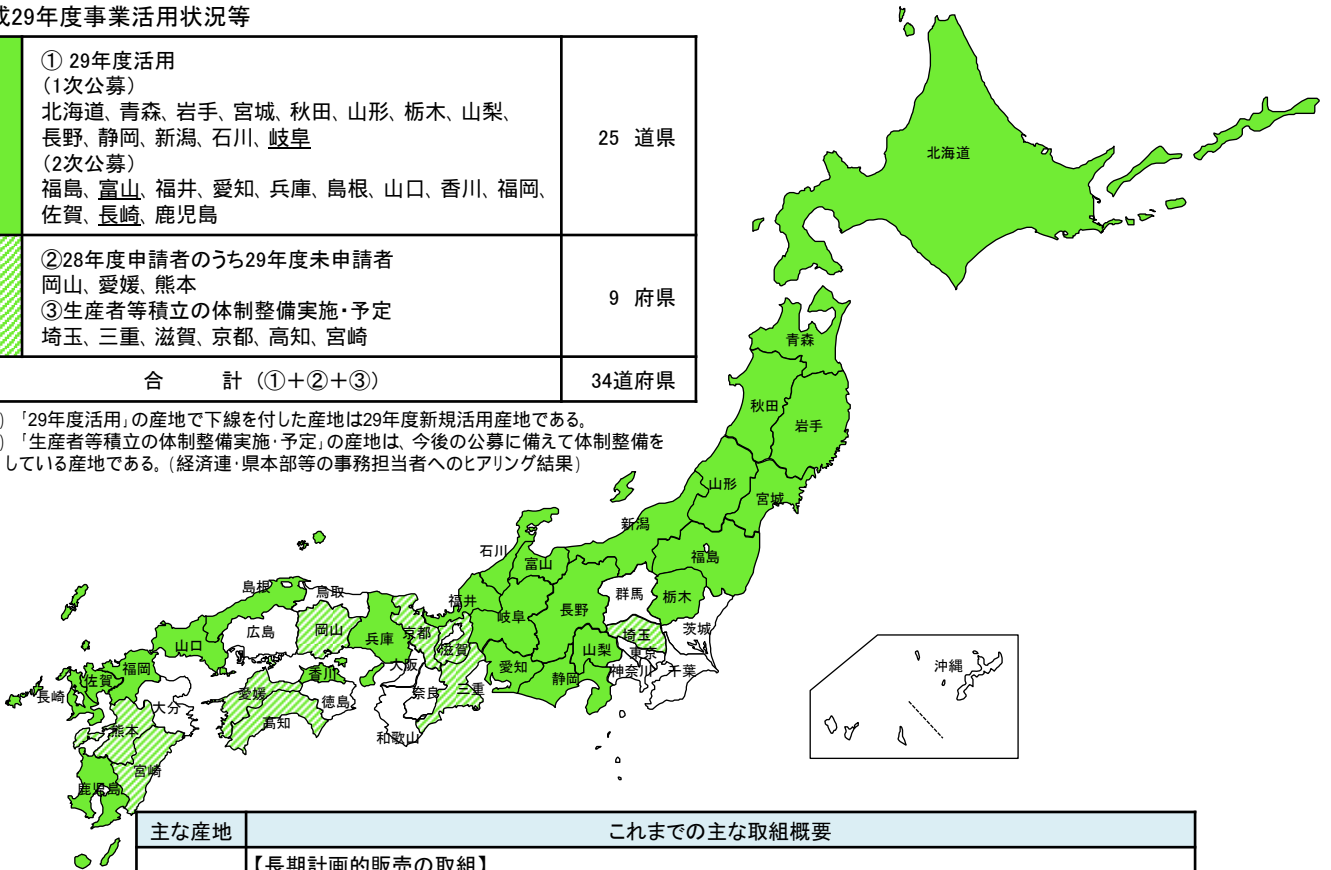 成29年度事業活用状況等
① 29年度活用
(1次公募)
北海道、青森、岩手、宮城、秋田、山形、栃木、山梨、
長野、静岡、新潟、石川、岐阜
(2次公募)
福島、富山、福井、愛知、兵庫、島根、山口、香川、福岡、
佐賀、長崎、鹿児島
25 道県
②28年度申請者のうち29年度未申請者
岡山、愛媛、熊本
③生産者等積立の体制整備実施・予定
埼玉、三重、滋賀、京都、高知、宮崎
9 府県
合 計 (①+②+③)
34道府県
) 「29年度活用」の産地で下線を付した産地は29年度新規活用産地である。
) 「生産者等積立の体制整備実施・予定」の産地は、今後の公募に備えて体制整備を
している産地である。(経済連・県本部等の事務担当者へのヒアリング結果)
北海道
青森
秋田
岩手
山形
宮城
新潟
福島
石川
富山
群馬
栃木
福井
岐阜
長野
埼玉
茨城
東京
山梨
神奈川
千葉
愛知
静岡
島根
鳥取
広島
岡山
兵庫
京都
滋賀
大阪
奈良
三重
和歌山
山口
香川
愛媛
徳島
高知
福岡
佐賀
長崎
大分
熊本
宮崎
鹿児島
沖縄
主な産地
これまでの主な取組概要
【長期計画的販売の取組】